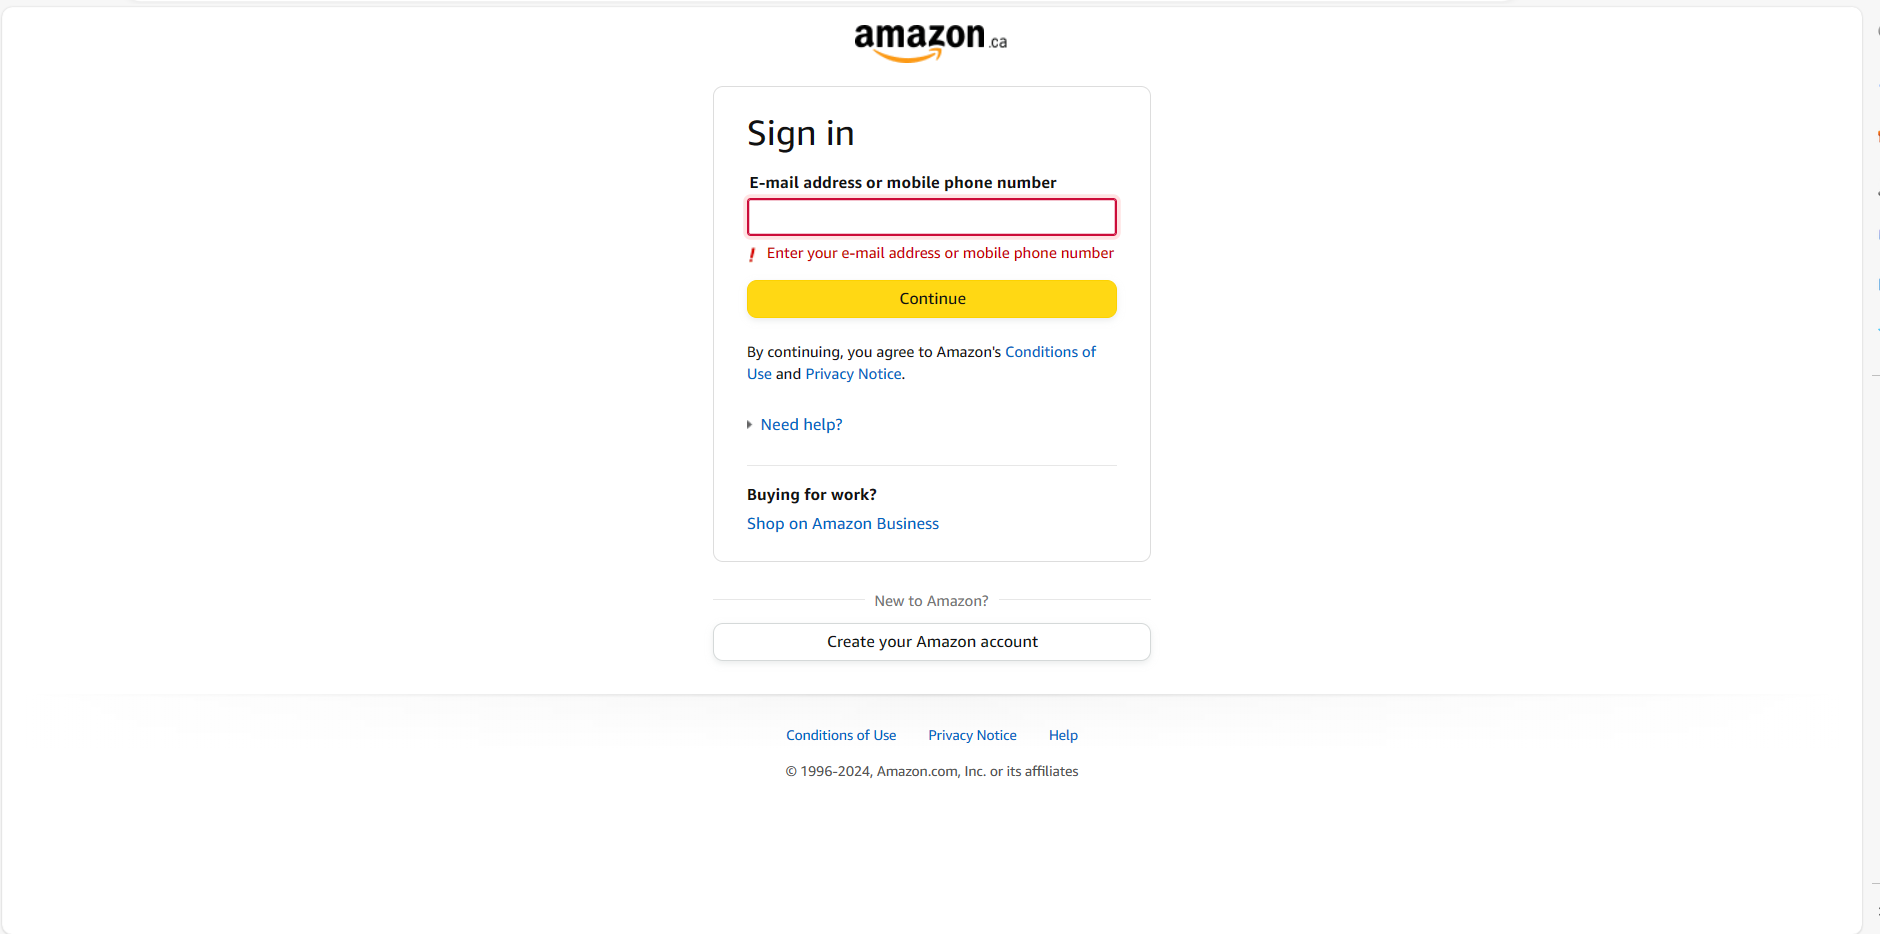 amazon.ca
Sign in
E-mail address or mobile phone number
Enter your e-mail address or mobile phone number
Continue
By continuing, you agree to Amazon's Conditions of
Use and Privacy Notice.
Need help?
Buying for work?
Shop on Amazon Business
New to Amazon?
Create your Amazon account
Conditions of Use Privacy Notice Help
© 1996-2024, Amazon.com, Inc. or its affiliates